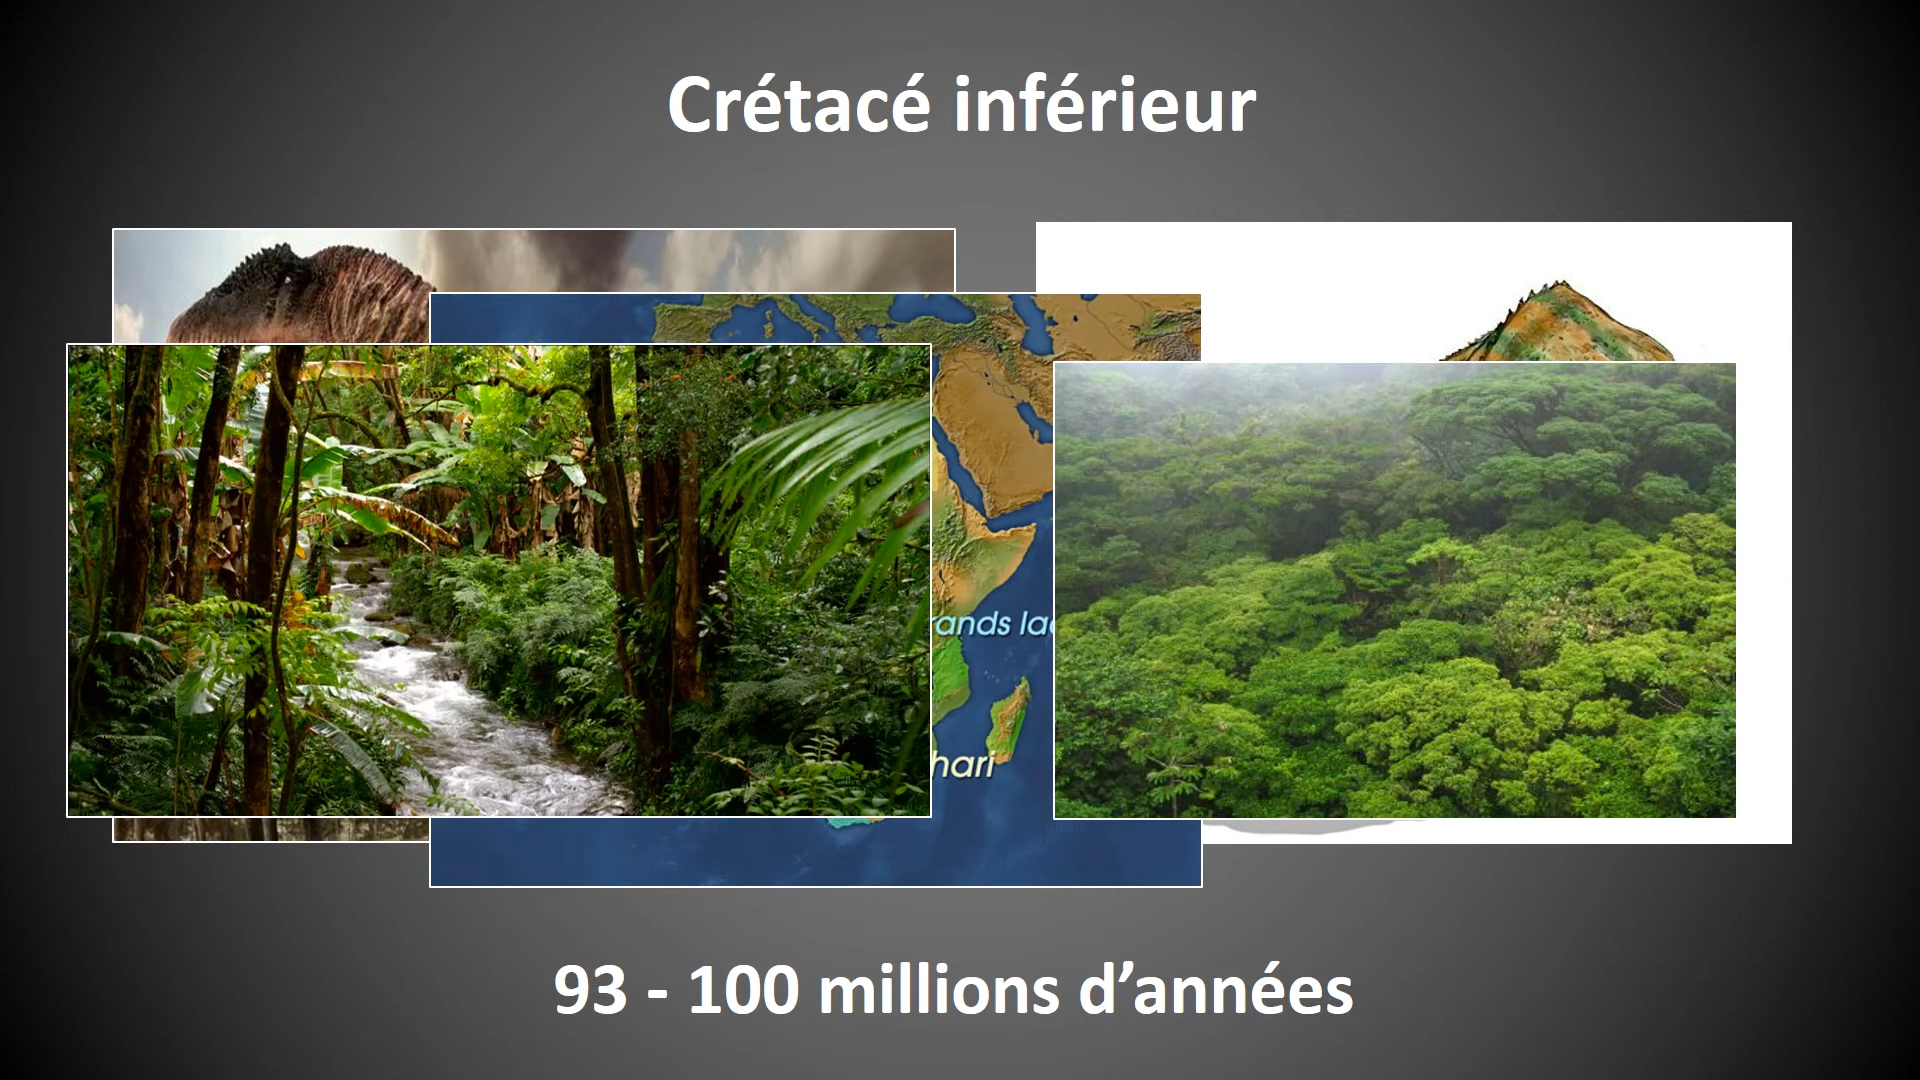 Crétacé inférieur
93 - 100 millions d’années